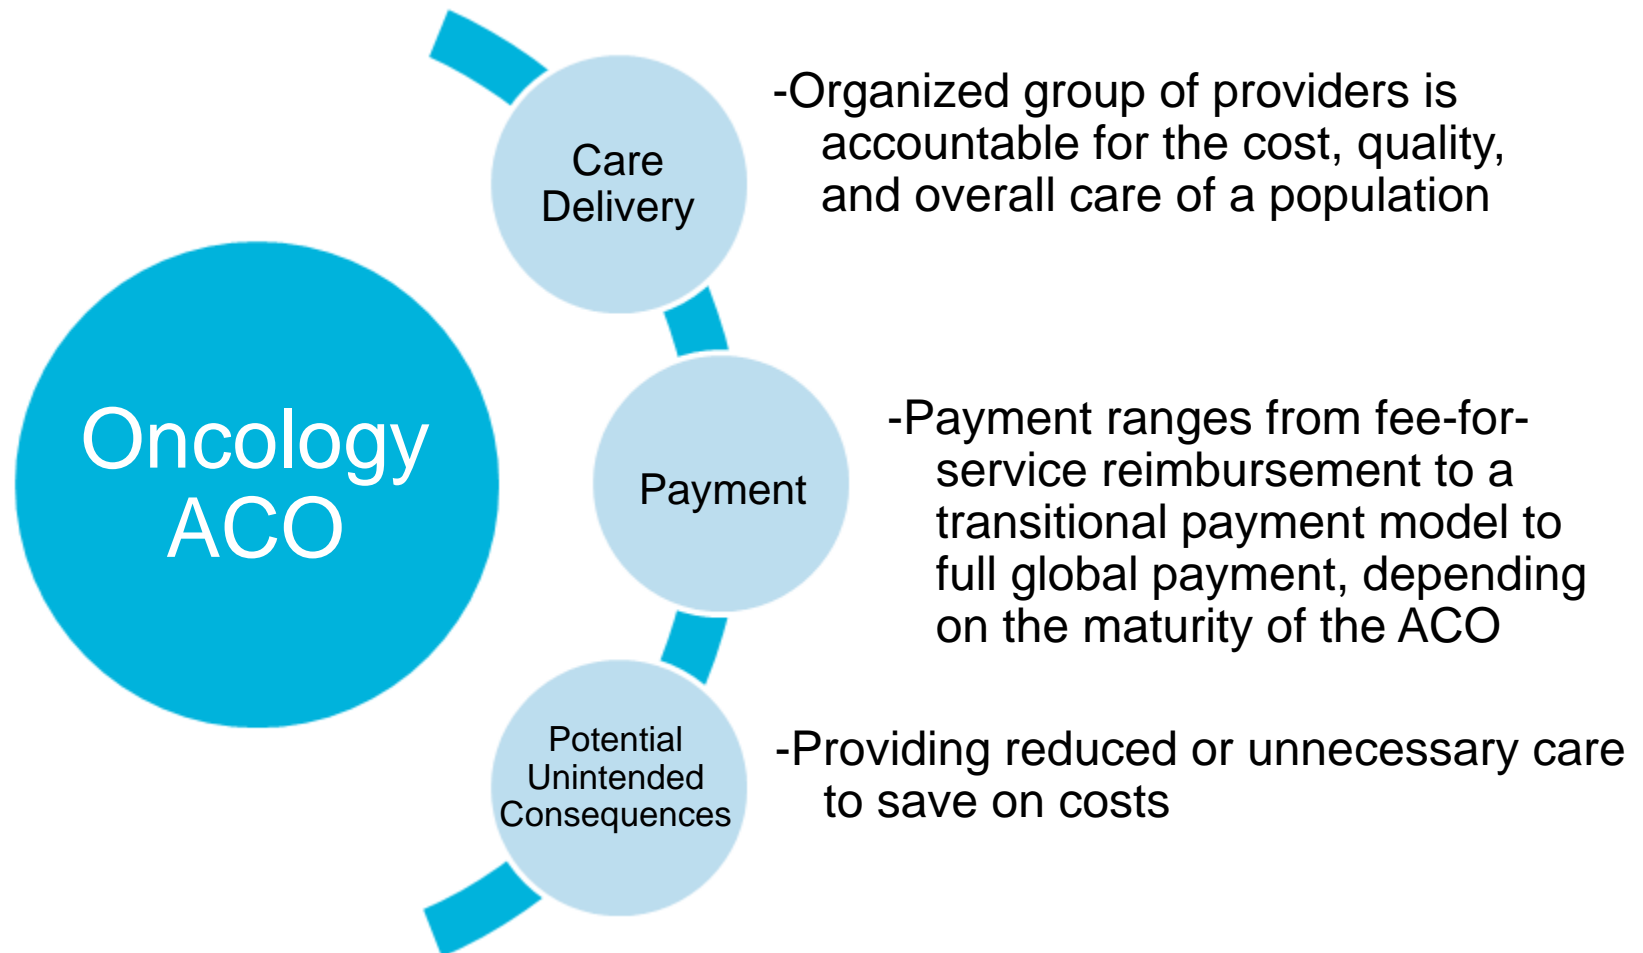 Oncology
ACO
Care
Delivery
-Organized group of providers is
accountable for the cost, quality,
and overall care of a population
Payment
-Payment ranges from fee-for-
service reimbursement to a
transitional payment model to
full global payment, depending
on the maturity of the ACO
Potential
Unintended
Consequences
-Providing reduced or unnecessary care
to save on costs